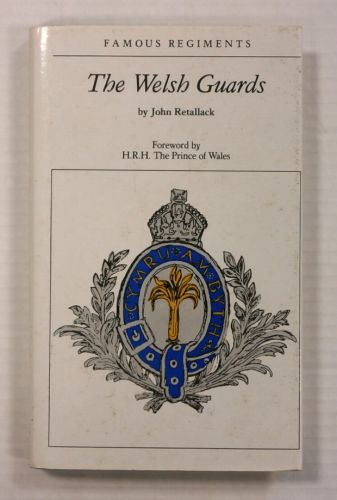 FAMOUS REGIMENTS
The Welsh Guards
by John Retallack
Foreword by
H.R.H. The Prince of Wales
CYMRU·AM·BYTH